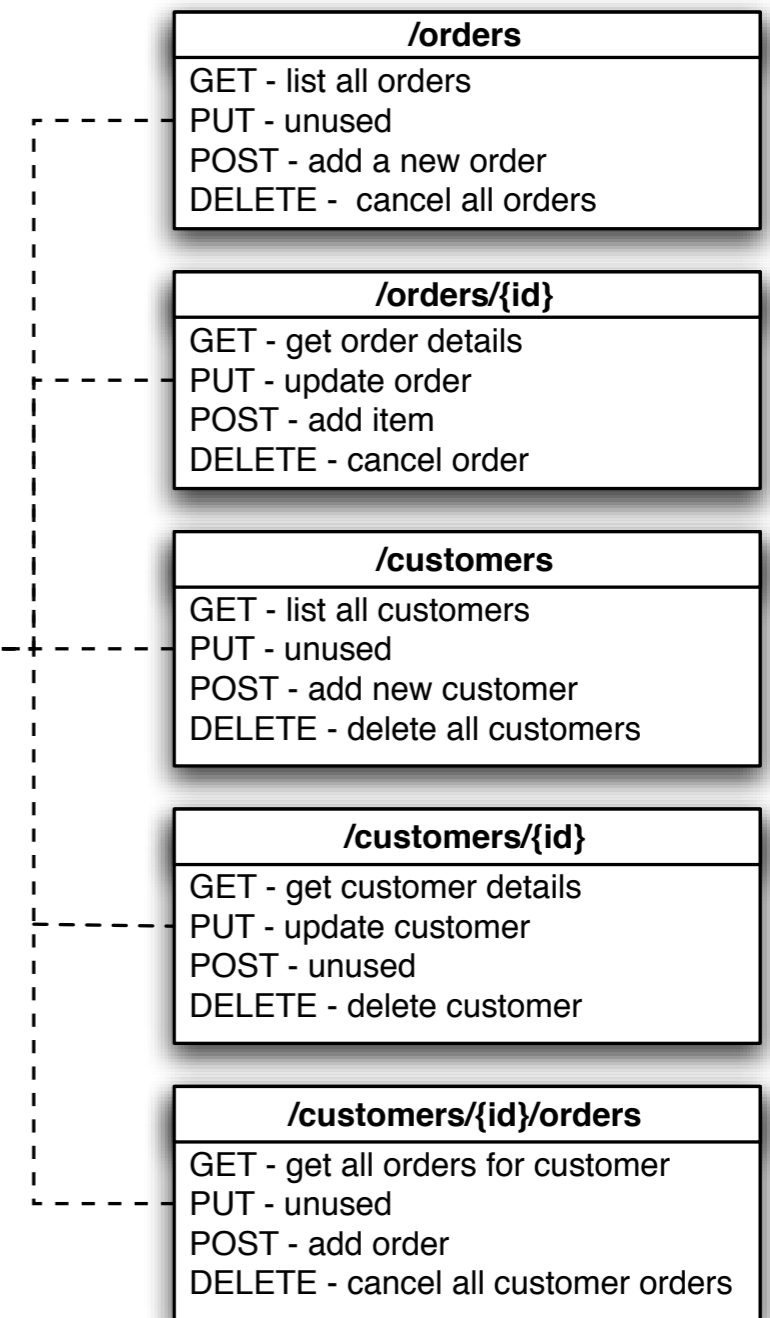 /orders
GET - list all orders
PUT - unused
POST - add a new order
DELETE -  cancel all orders
/orders/{id}
GET - get order details
PUT - update order
POST - add item
DELETE - cancel order
/customers
GET - list all customers
PUT - unused
POST - add new customer
DELETE - delete all customers
/customers/{id}
GET - get customer details
PUT - update customer
POST - unused
DELETE - delete customer
/customers/{id}/orders
GET - get all orders for customer
PUT - unused
POST - add order
DELETE - cancel all customer orders